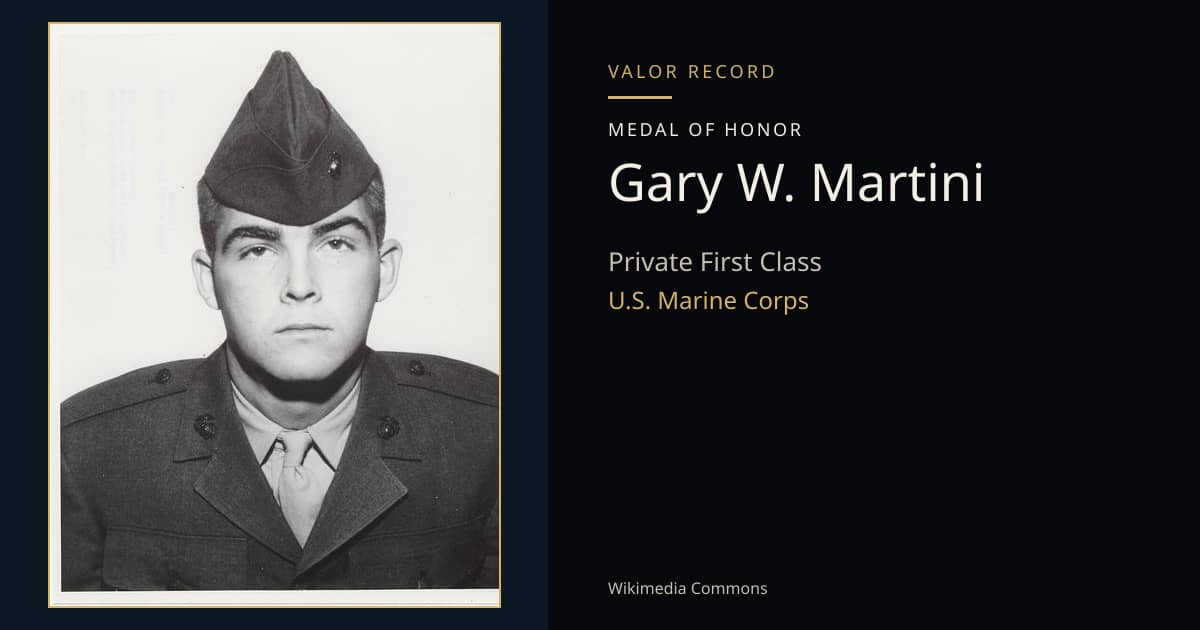 VALOR RECORD
MEDAL OF HONOR
Gary W. Martini
Private First Class
U.S. Marine Corps
Wikimedia Commons